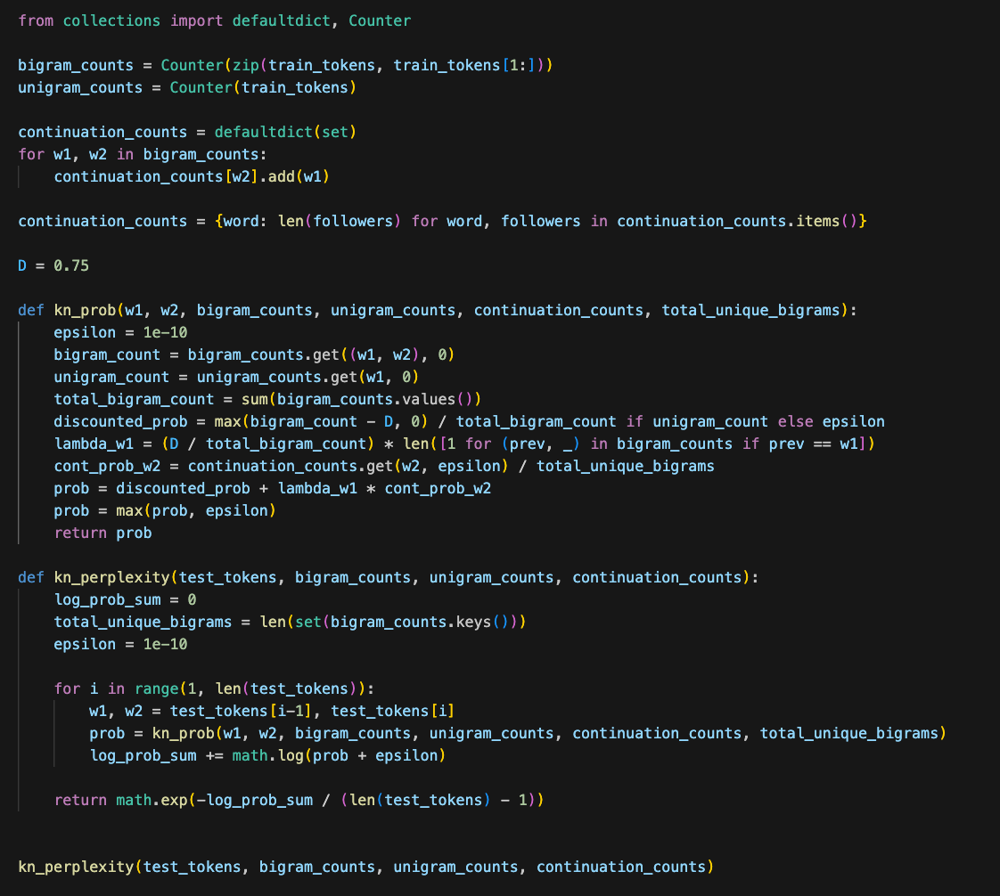 from collections import defaultdict, Counter
bigram_counts = Counter(zip(train_tokens, train_tokens[1:]))
unigram_counts = Counter(train_tokens)
continuation_counts = defaultdict(set)
for w1, w2 in bigram_counts:
    continuation_counts[w2].add(w1)
continuation_counts = {word: len(followers) for word, followers in continuation_counts.items()}
D = 0.75
def kn_prob(w1, w2, bigram_counts, unigram_counts, continuation_counts, total_unique_bigrams):
    epsilon = 1e-10
    bigram_count = bigram_counts.get((w1, w2), 0)
    unigram_count = unigram_counts.get(w1, 0)
    total_bigram_count = sum(bigram_counts.values())
    discounted_prob = max(bigram_count - D, 0) / total_bigram_count if unigram_count else epsilon
    lambda_w1 = (D / total_bigram_count) * len([1 for (prev, _) in bigram_counts if prev == w1])
    cont_prob_w2 = continuation_counts.get(w2, epsilon) / total_unique_bigrams
    prob = discounted_prob + lambda_w1 * cont_prob_w2
    prob = max(prob, epsilon)
    return prob
def kn_perplexity(test_tokens, bigram_counts, unigram_counts, continuation_counts):
    log_prob_sum = 0
    total_unique_bigrams = len(set(bigram_counts.keys()))
    epsilon = 1e-10
    for i in range(1, len(test_tokens)):
        w1, w2 = test_tokens[i-1], test_tokens[i]
        prob = kn_prob(w1, w2, bigram_counts, unigram_counts, continuation_counts, total_unique_bigrams)
        log_prob_sum += math.log(prob + epsilon)
    return math.exp(-log_prob_sum / (len(test_tokens) - 1))
kn_perplexity(test_tokens, bigram_counts, unigram_counts, continuation_counts)